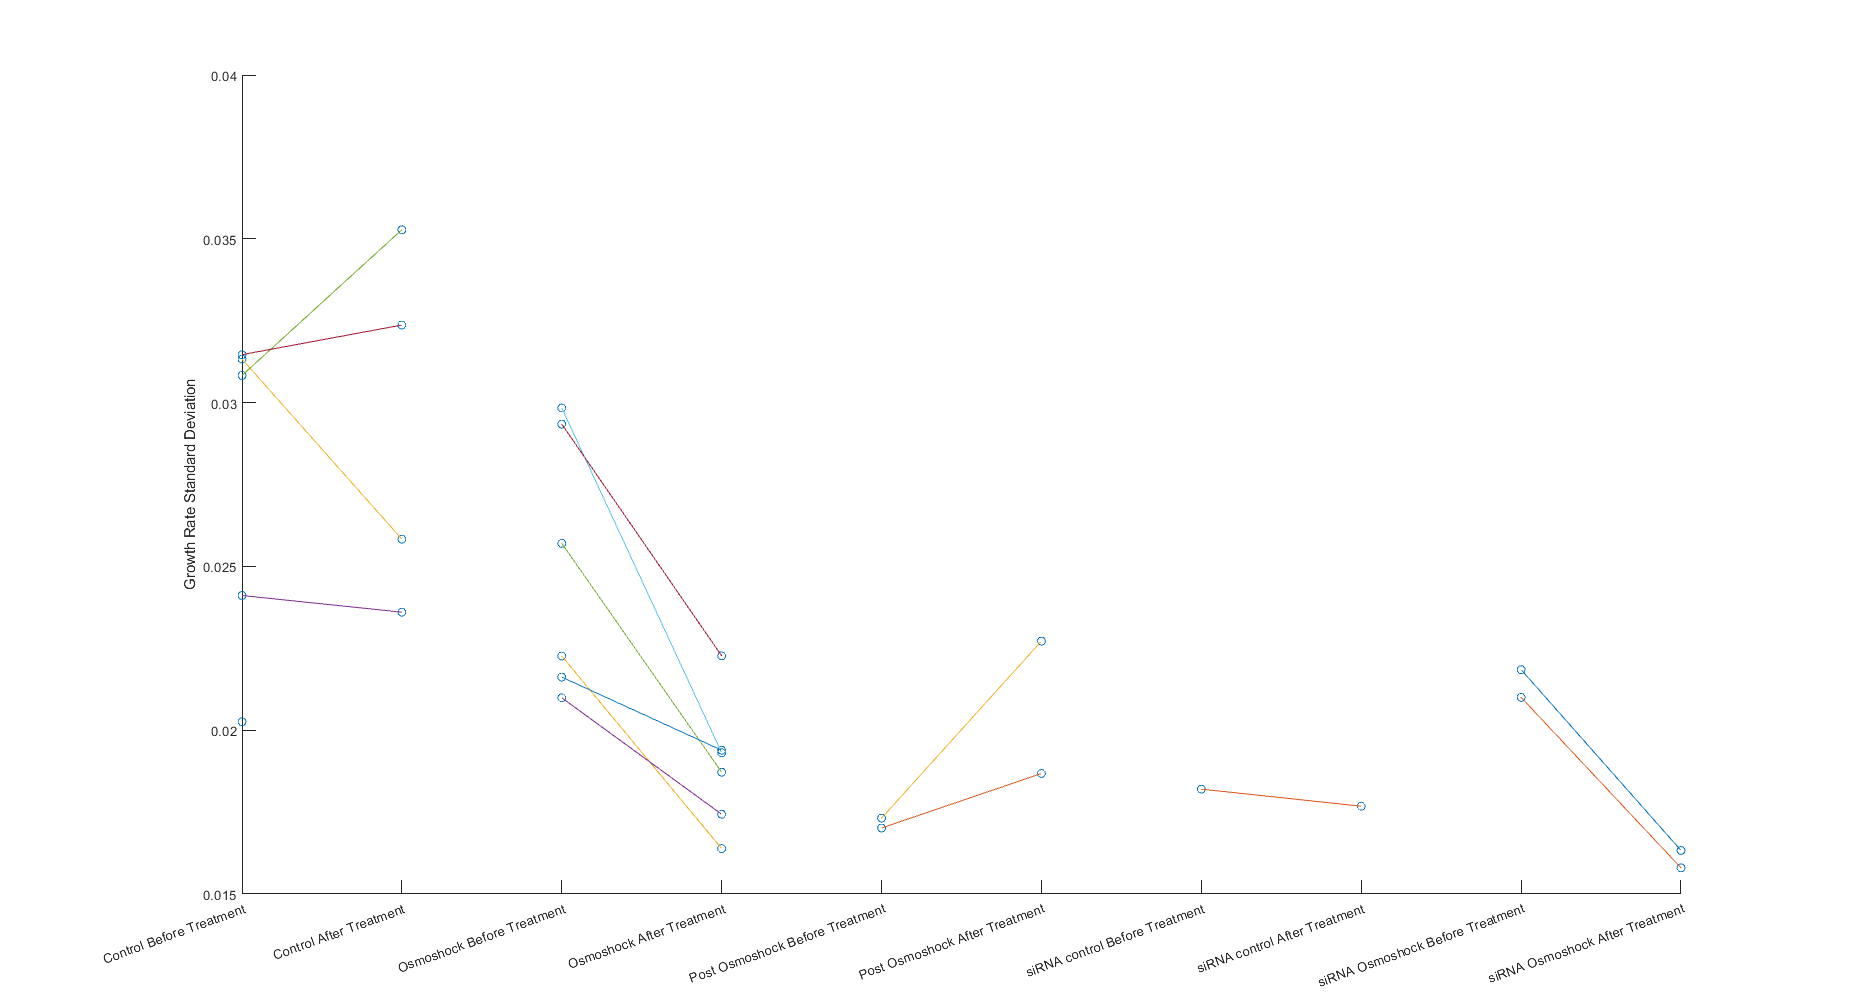 0.04
0.035
0.03
0.025
0.02
0.015
Growth Rate Standard Deviation
Control Before Treatment
Control After Treatment
Osmoshock Before Treatment
Osmoshock After Treatment
Post Osmoshock Before Treatment
Post Osmoshock After Treatment
siRNA control Before Treatment
siRNA control After Treatment
siRNA Osmoshock Before Treatment
siRNA Osmoshock After Treatment